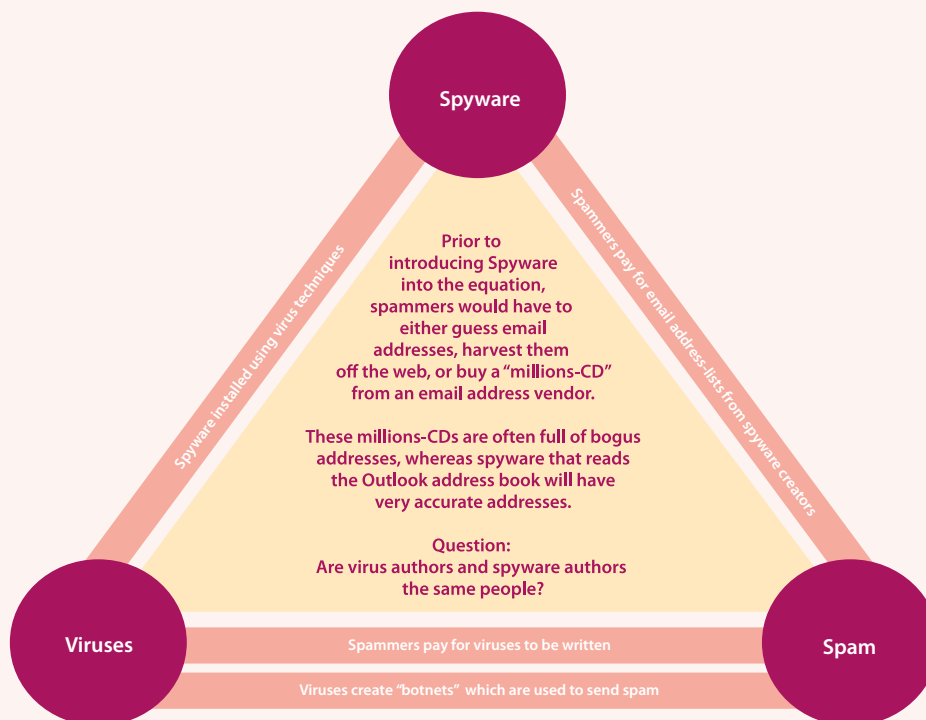 Spyware
Spyware installed using virus techniques
Spammers pay for email address-lists from spyware creators
Prior to
introducing Spyware
into the equation,
spammers would have to
either guess email
addresses, harvest them
off the web, or buy a “millions-CD”
from an email address vendor.
These millions-CDs are often full of bogus
addresses, whereas spyware that reads
the Outlook address book will have
very accurate addresses.
Question:
Are virus authors and spyware authors
the same people?
Viruses
Spammers pay for viruses to be written
Spam
Viruses create “botnets” which are used to send spam